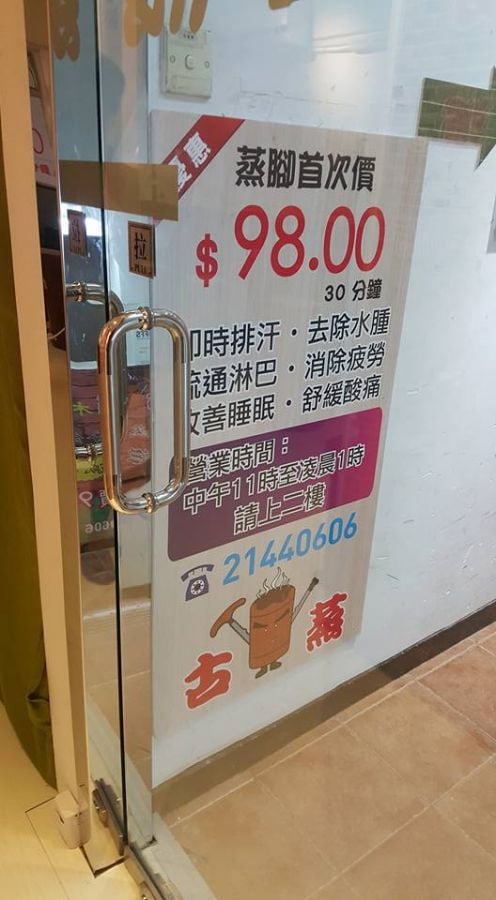 優惠
蒸腳首次價
$98.00
30 分鐘
拉
即時排汗・去除水腫
流通淋巴・消除疲勞
改善睡眠・舒緩酸痛
營業時間：
中午11時至凌晨1時
請上二樓
21440606
古蒸